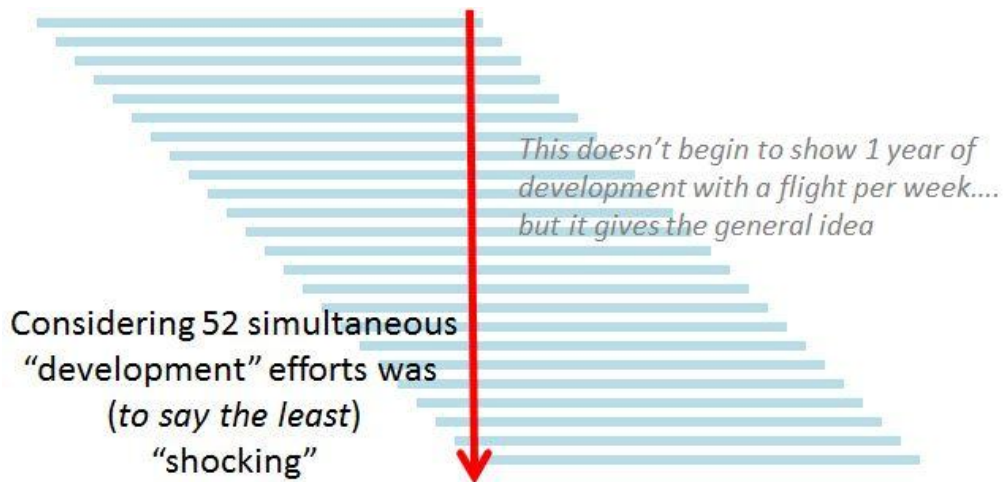 This doesn’t begin to show 1 year of
development with a flight per week....
but it gives the general idea
Considering 52 simultaneous
“development” efforts was
(to say the least)
“shocking”